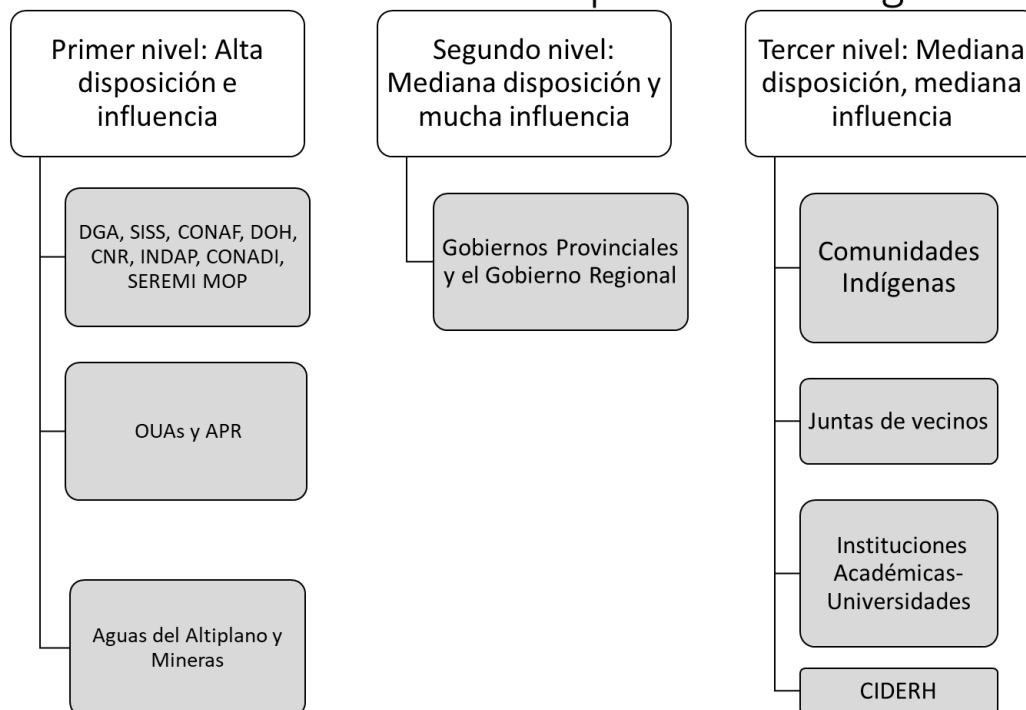 Primer nivel: Alta
disposición e
influencia
DGA, SISS, CONAF, DOH,
CNR, INDAP, CONADI,
SEREMI MOP
OUAs y APR
Aguas del Altiplano y
Mineras
Segundo nivel:
Mediana disposición y
mucha influencia
Gobiernos Provinciales
y el Gobierno Regional
Tercer nivel: Mediana
disposición, mediana
influencia
Comunidades
Indígenas
Juntas de vecinos
Instituciones
Académicas-
Universidades
CIDERH